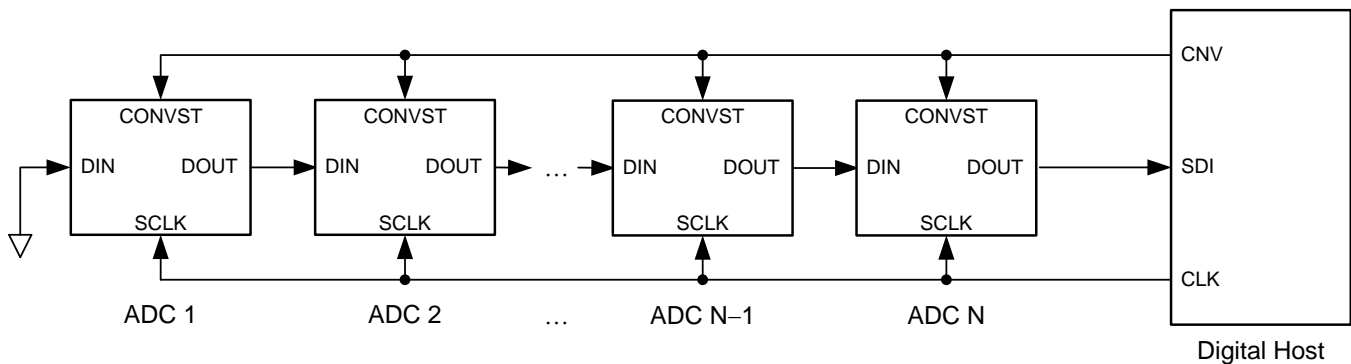 CNV
CONVST
CONVST
CONVST
CONVST
DIN
DOUT
DIN
DOUT
...
DIN
DOUT
DIN
DOUT
SDI
SCLK
SCLK
SCLK
SCLK
CLK
ADC 1
ADC 2
...
ADC N–1
ADC N
Digital Host